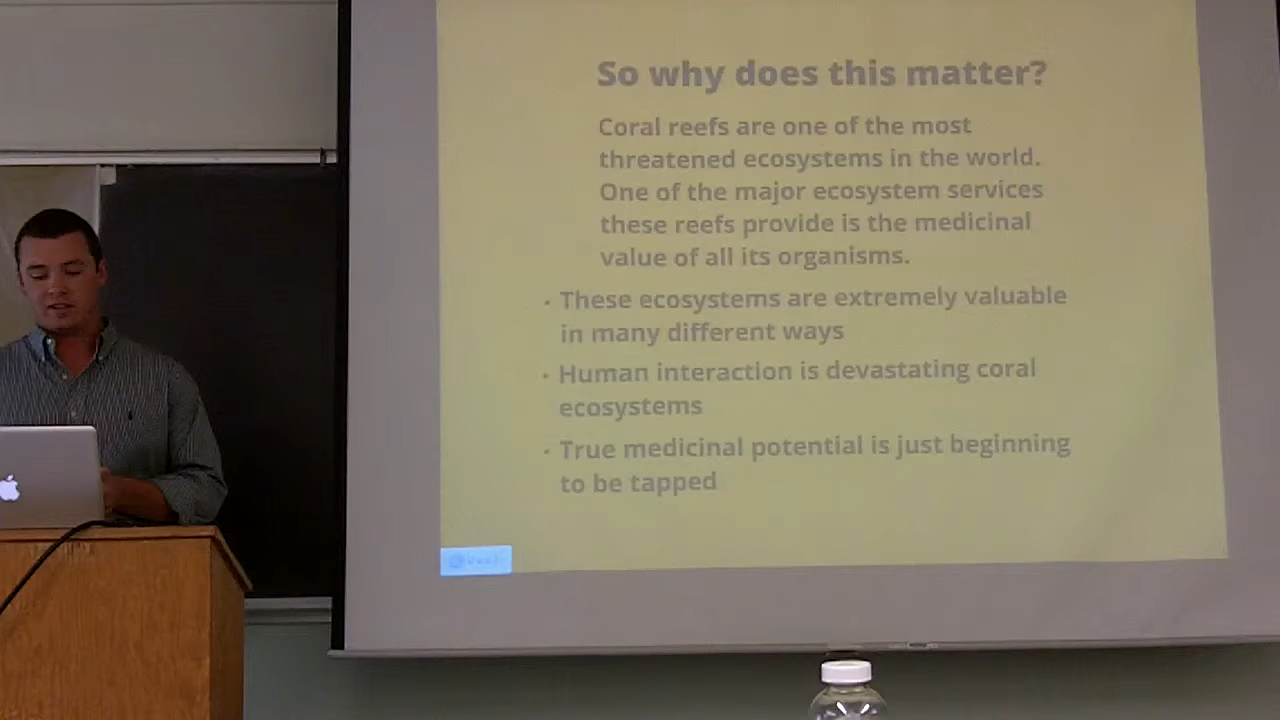 So why does this matter?
Coral reefs are one of the most
threatened ecosystems in the world.
One of the major ecosystem services
these reefs provide is the medicinal
value of all its organisms.
· These ecosystems are extremely valuable
in many different ways
· Human interaction is devastating coral
ecosystems
· True medicinal potential is just beginning
to be tapped